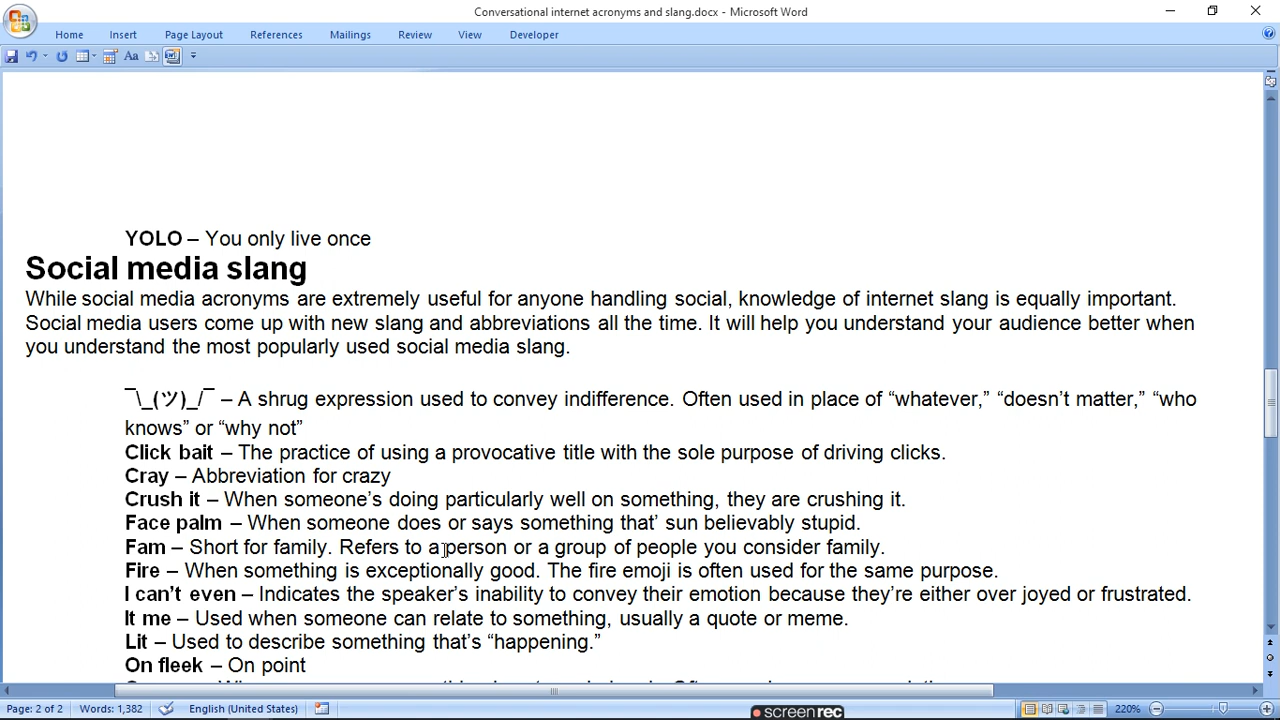 Conversational internet acronyms and slang.docx - Microsoft Word
Home Insert Page Layout References Mailings Review View Developer
Aa
YOLO – You only live once
Social media slang
While social media acronyms are extremely useful for anyone handling social, knowledge of internet slang is equally important.
Social media users come up with new slang and abbreviations all the time. It will help you understand your audience better when
you understand the most popularly used social media slang.
¯\_(ツ)_/¯ – A shrug expression used to convey indifference. Often used in place of “whatever,” “doesn’t matter,” “who
knows” or “why not”
Click bait – The practice of using a provocative title with the sole purpose of driving clicks.
Cray – Abbreviation for crazy
Crush it – When someone’s doing particularly well on something, they are crushing it.
Face palm – When someone does or says something that’ sun believably stupid.
Fam – Short for family. Refers to a person or a group of people you consider family.
Fire – When something is exceptionally good. The fire emoji is often used for the same purpose.
I can’t even – Indicates the speaker’s inability to convey their emotion because they’re either over joyed or frustrated.
It me – Used when someone can relate to something, usually a quote or meme.
Lit – Used to describe something that’s “happening.”
On fleek – On point
Page: 2 of 2 Words: 1,382 English (United States) 220%
screenrec